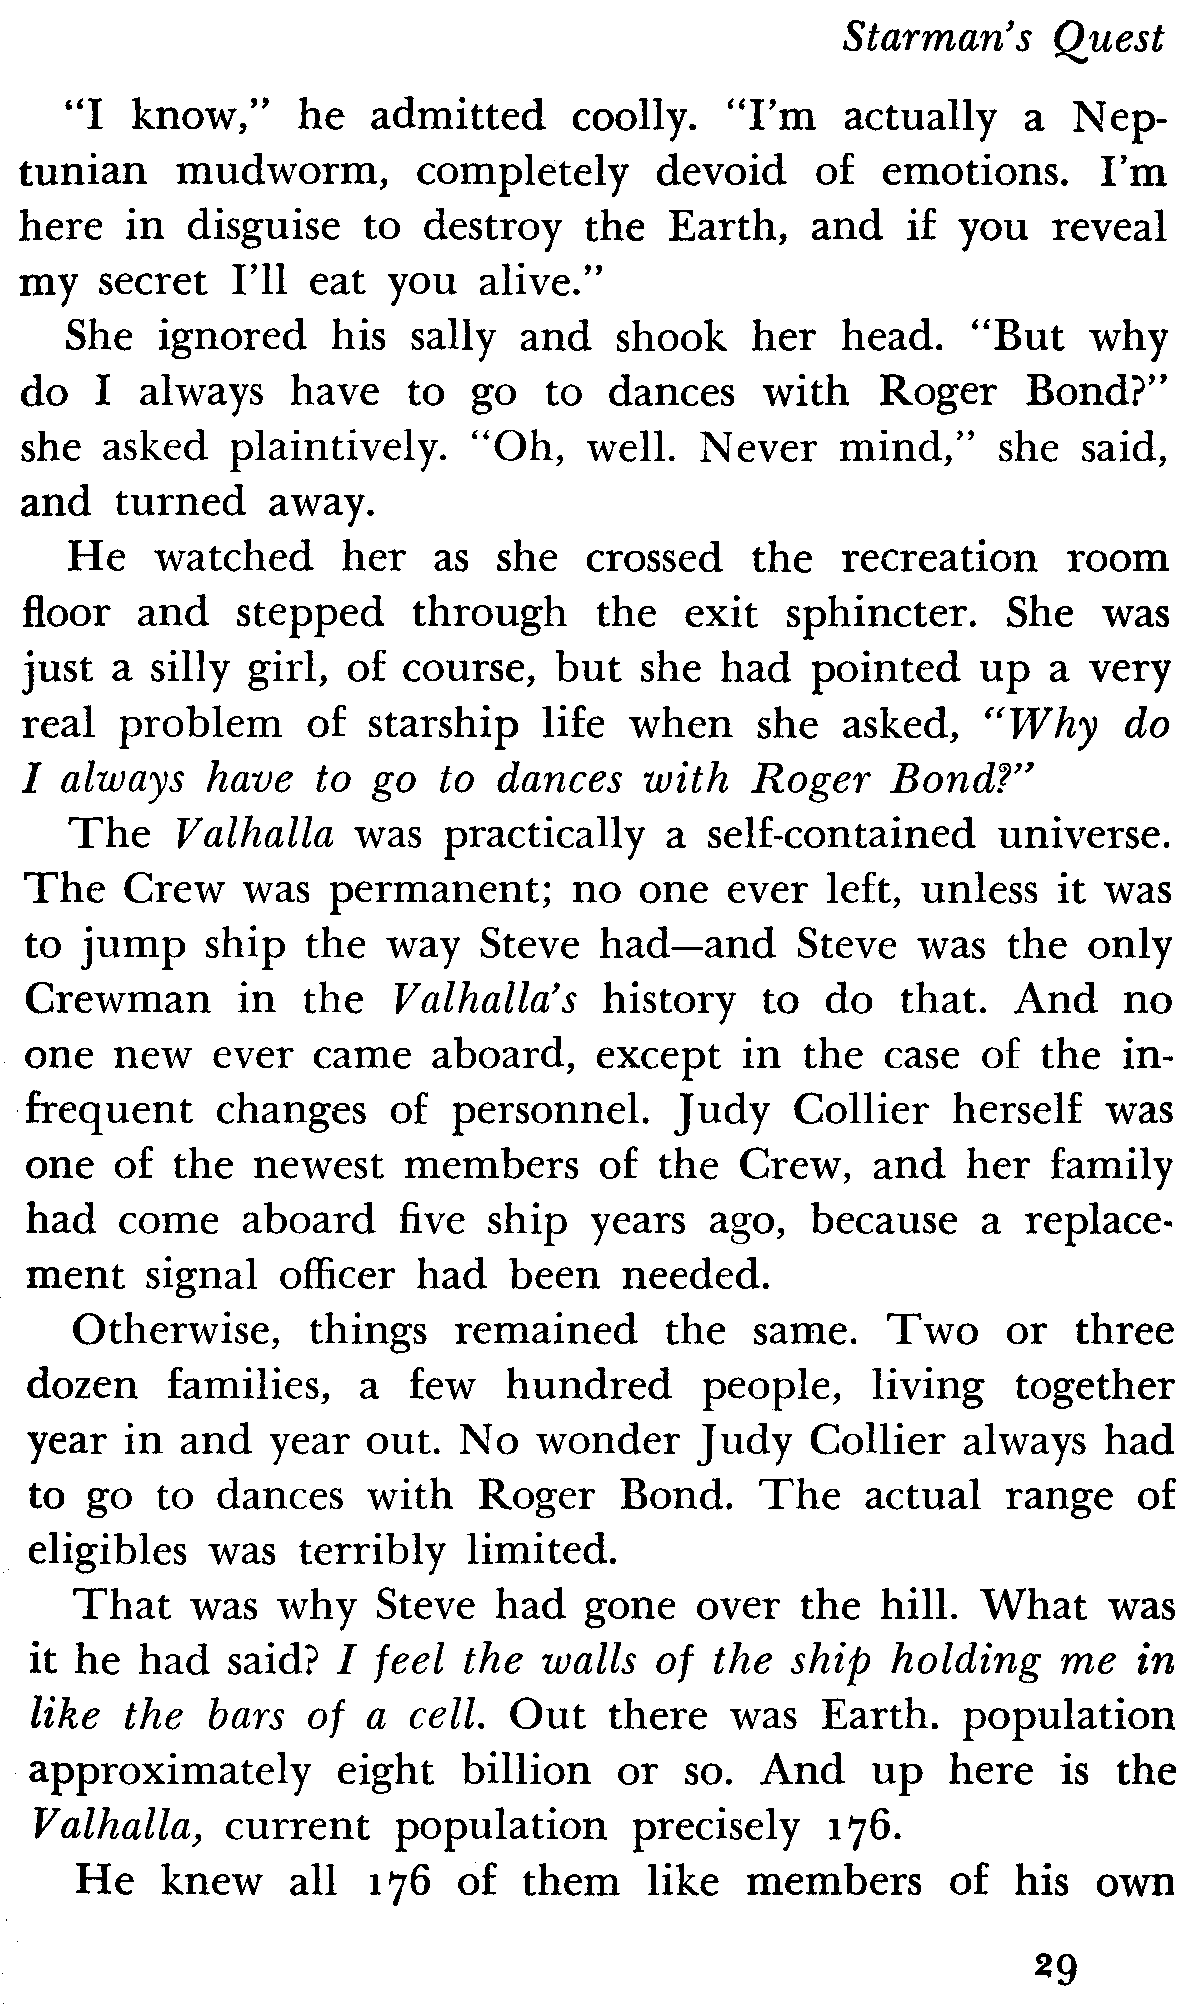 Starman's Quest
"I know," he admitted coolly. "I'm actually a Nep-
tunian mudworm, completely devoid of emotions. I'm
here in disguise to destroy the Earth, and if you reveal
my secret I'll eat you alive."
She ignored his sally and shook her head. "But why
do I always have to go to dances with Roger Bond?"
she asked plaintively. "Oh, well. Never mind," she said,
and turned away.
He watched her as she crossed the recreation room
floor and stepped through the exit sphincter. She was
just a silly girl, of course, but she had pointed up a very
real problem of starship life when she asked, "Why do
I always have to go to dances with Roger Bond?"
The Valhalla was practically a self-contained universe.
The Crew was permanent; no one ever left, unless it was
to jump ship the way Steve had—and Steve was the only
Crewman in the Valhalla's history to do that. And no
one new ever came aboard, except in the case of the in-
frequent changes of personnel. Judy Collier herself was
one of the newest members of the Crew, and her family
had come aboard five ship years ago, because a replace-
ment signal officer had been needed.
Otherwise, things remained the same. Two or three
dozen families, a few hundred people, living together
year in and year out. No wonder Judy Collier always had
to go to dances with Roger Bond. The actual range of
eligibles was terribly limited.
That was why Steve had gone over the hill. What was
it he had said? I feel the walls of the ship holding me in
like the bars of a cell. Out there was Earth. population
approximately eight billion or so. And up here is the
Valhalla, current population precisely 176.
He knew all 176 of them like members of his own
29